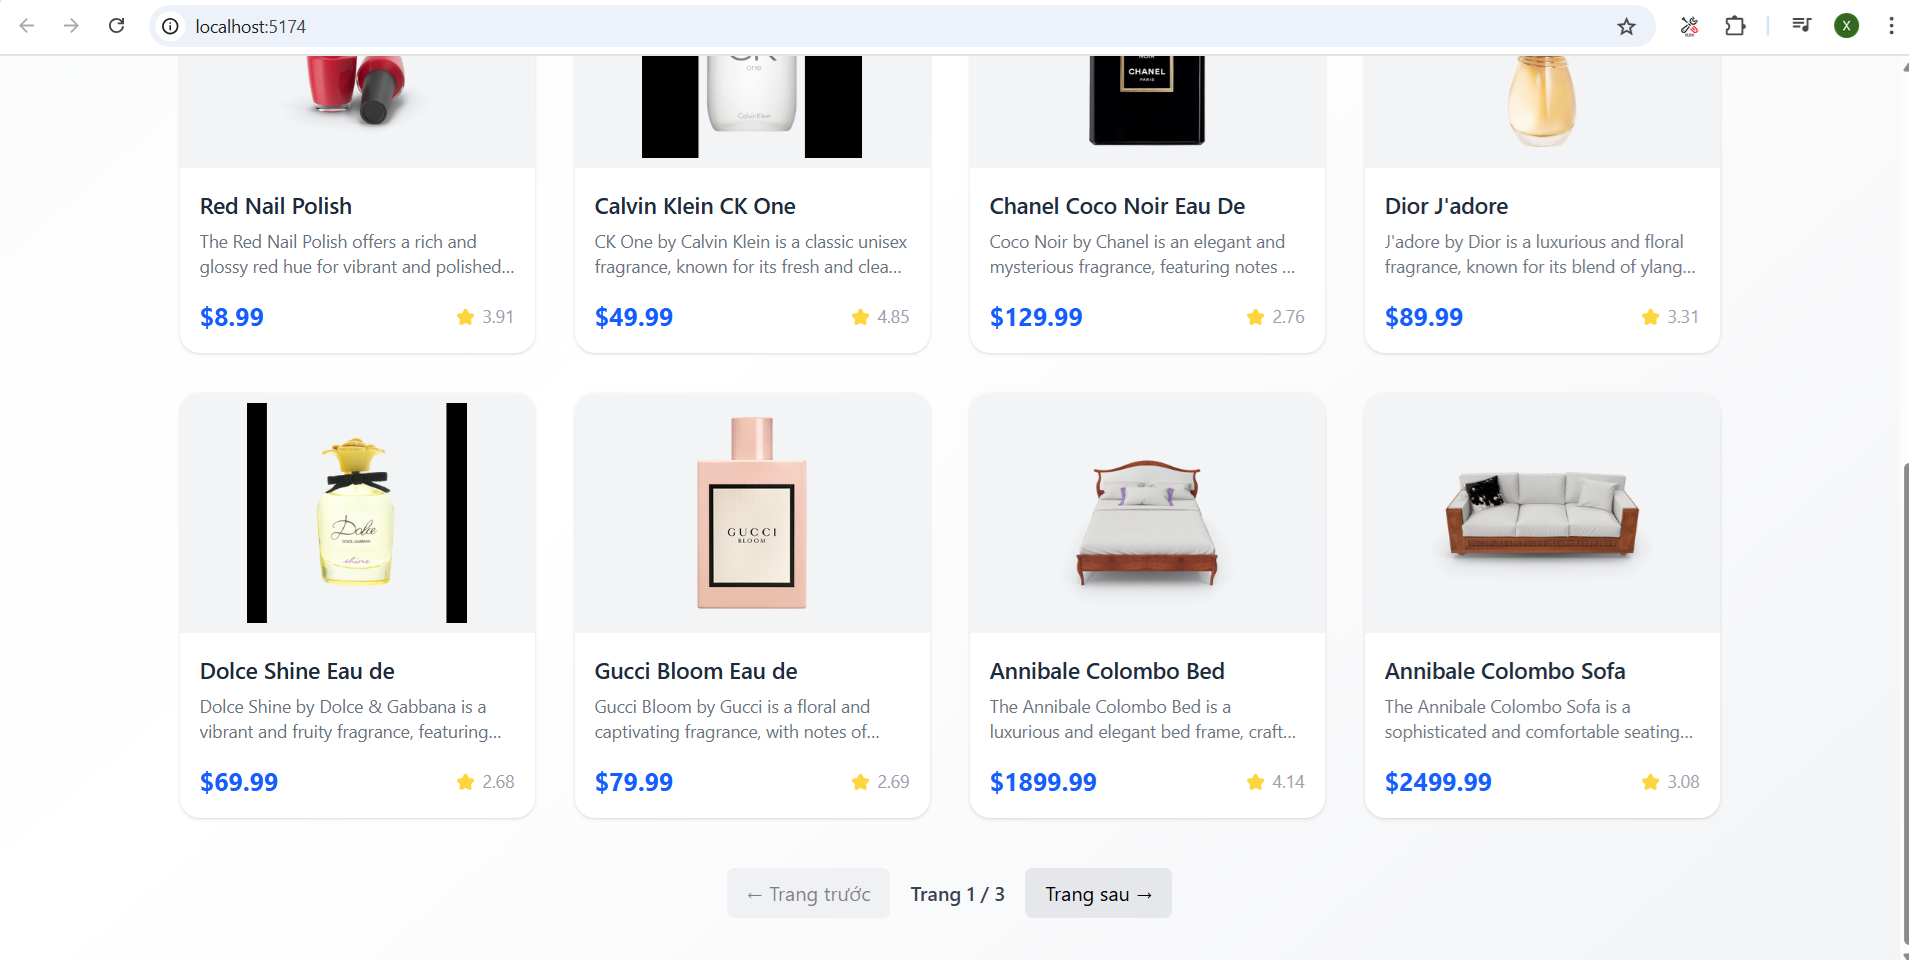 localhost:5174
X
CK
one
CalvinKlein
NOIR
CHANEL
PARIS
Red Nail Polish
The Red Nail Polish offers a rich and
glossy red hue for vibrant and polished...
$8.99
3.91
Calvin Klein CK One
CK One by Calvin Klein is a classic unisex
fragrance, known for its fresh and clea...
$49.99
4.85
Chanel Coco Noir Eau De
Coco Noir by Chanel is an elegant and
mysterious fragrance, featuring notes ...
$129.99
2.76
Dior J'adore
J'adore by Dior is a luxurious and floral
fragrance, known for its blend of ylang...
$89.99
3.31
Dolce
DOLCE & GABBANA
shine
GUCCI
BLOOM
Dolce Shine Eau de
Dolce Shine by Dolce & Gabbana is a
vibrant and fruity fragrance, featuring...
$69.99
2.68
Gucci Bloom Eau de
Gucci Bloom by Gucci is a floral and
captivating fragrance, with notes of...
$79.99
2.69
Annibale Colombo Bed
The Annibale Colombo Bed is a
luxurious and elegant bed frame, craft...
$1899.99
4.14
Annibale Colombo Sofa
The Annibale Colombo Sofa is a
sophisticated and comfortable seating...
$2499.99
3.08
← Trang trước
Trang 1 / 3
Trang sau →